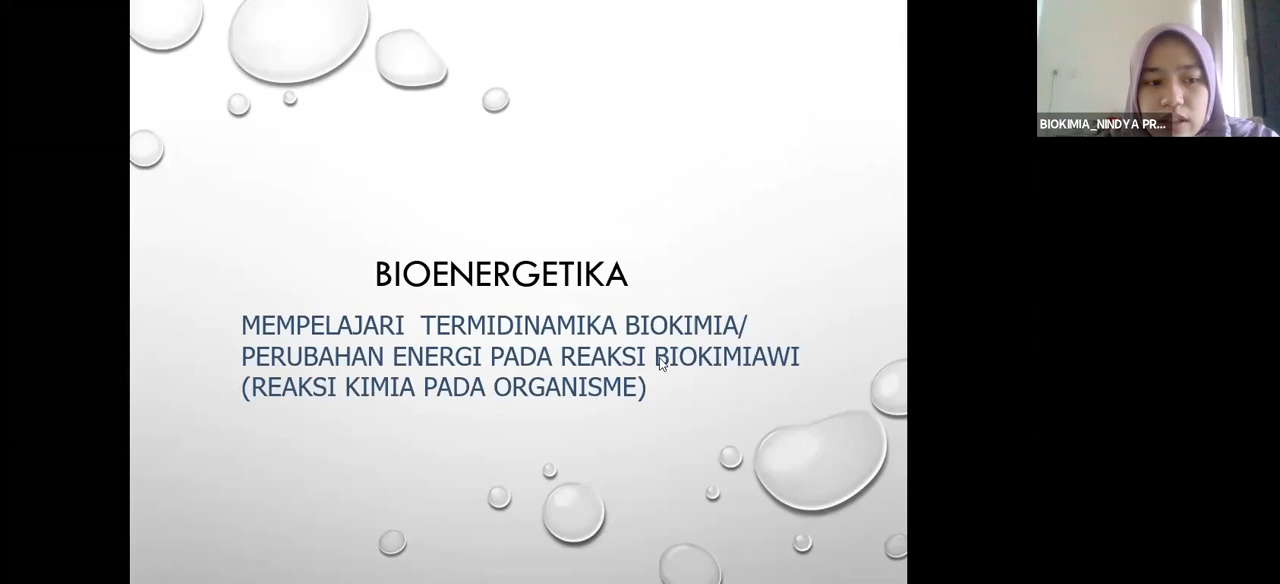 BIOENERGETIKA
MEMPELAJARI TERMIDINAMIKA BIOKIMIA/
PERUBAHAN ENERGI PADA REAKSI BIOKIMIAWI
(REAKSI KIMIA PADA ORGANISME)
BIOKIMIA_NINDYA PR...